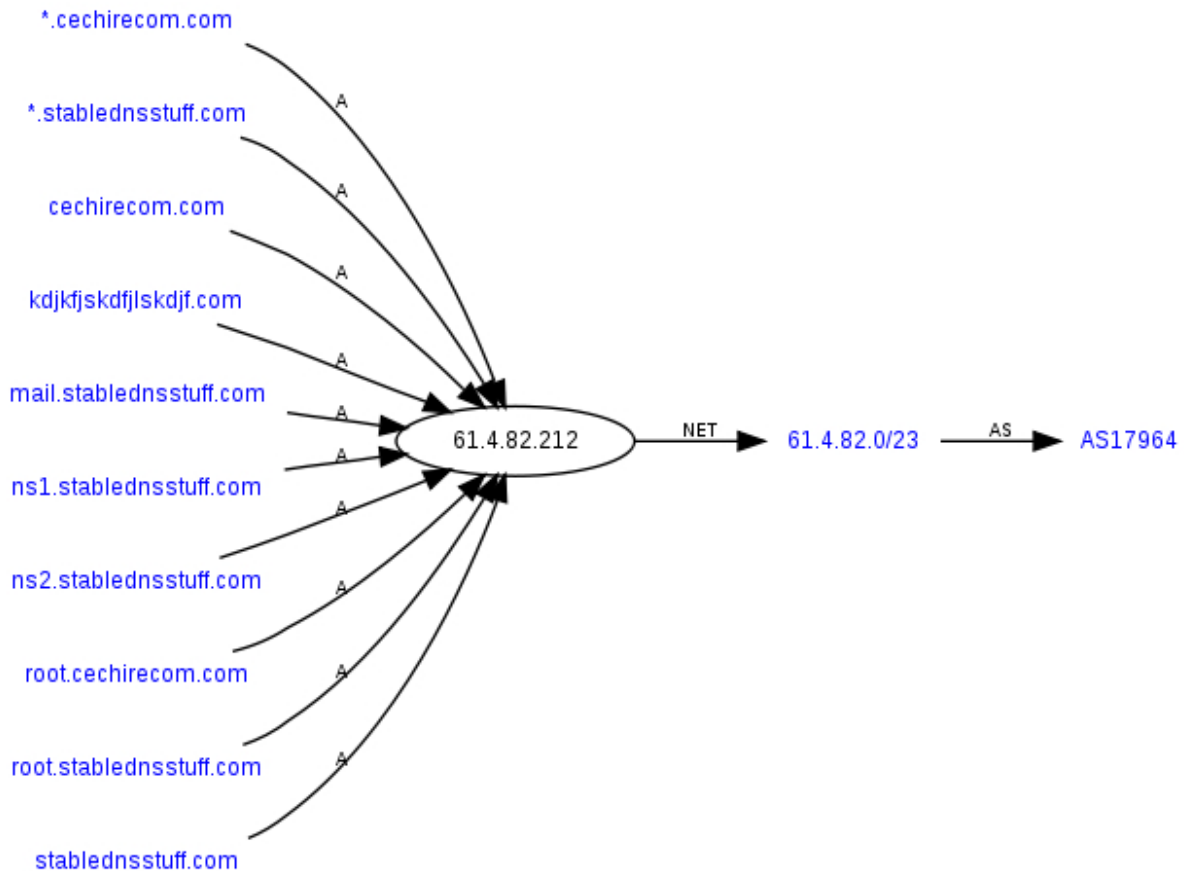 *.cechirecom.com
A
*.stablednsstuff.com
A
cechirecom.com
A
kdjkfjskdfjlskdjf.com
A
mail.stablednsstuff.com
A
61.4.82.212
NET
61.4.82.0/23
AS
AS17964
A
ns1.stablednsstuff.com
A
ns2.stablednsstuff.com
A
root.cechirecom.com
A
root.stablednsstuff.com
A
stablednsstuff.com